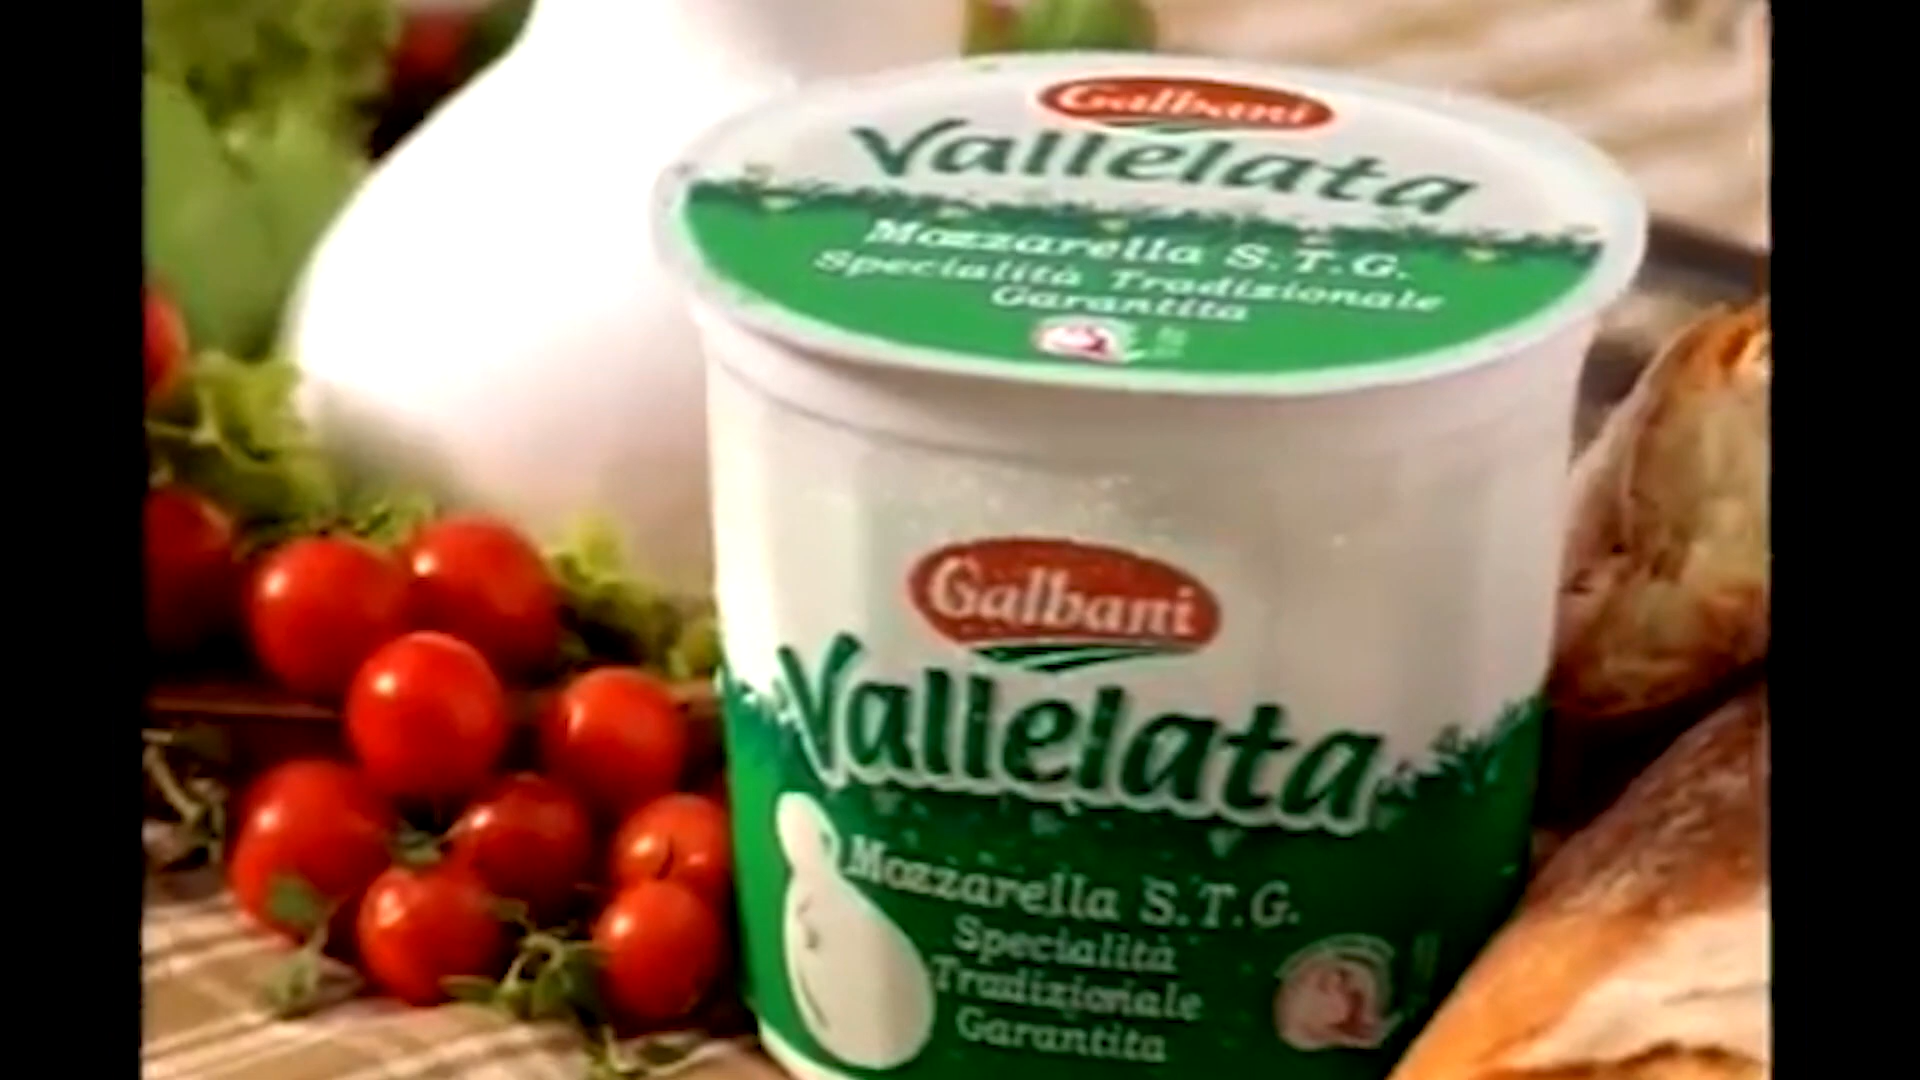 Galbani
Vallelata
Mozzarella S.T.G.
Specialità Tradizionale
Garantita
Galbani
Vallelata
Mozzarella S.T.G.
Specialità
Tradizionale
Garantita